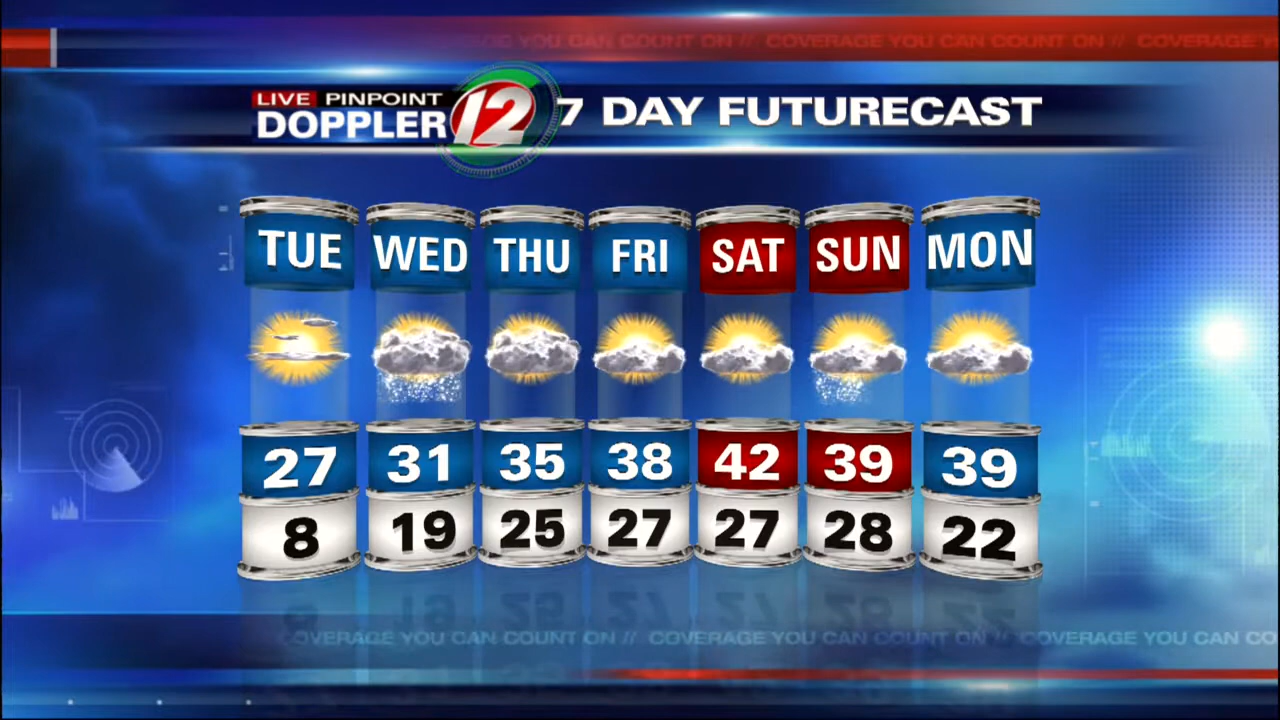 GE YOU CAN COUNT ON // COVERAGE YOU CAN COUNT ON // COVERAGE Y
LIVE PINPOINT
DOPPLER 12 7 DAY FUTURECAST
TUE WED THU FRI SAT SUN MON
27 31 35 38 42 39 39
8 19 25 27 27 28 22
COVERAGE YOU CAN COUNT ON // COVERAGE YOU CAN COUNT ON // COVERAGE YOU CAN CO